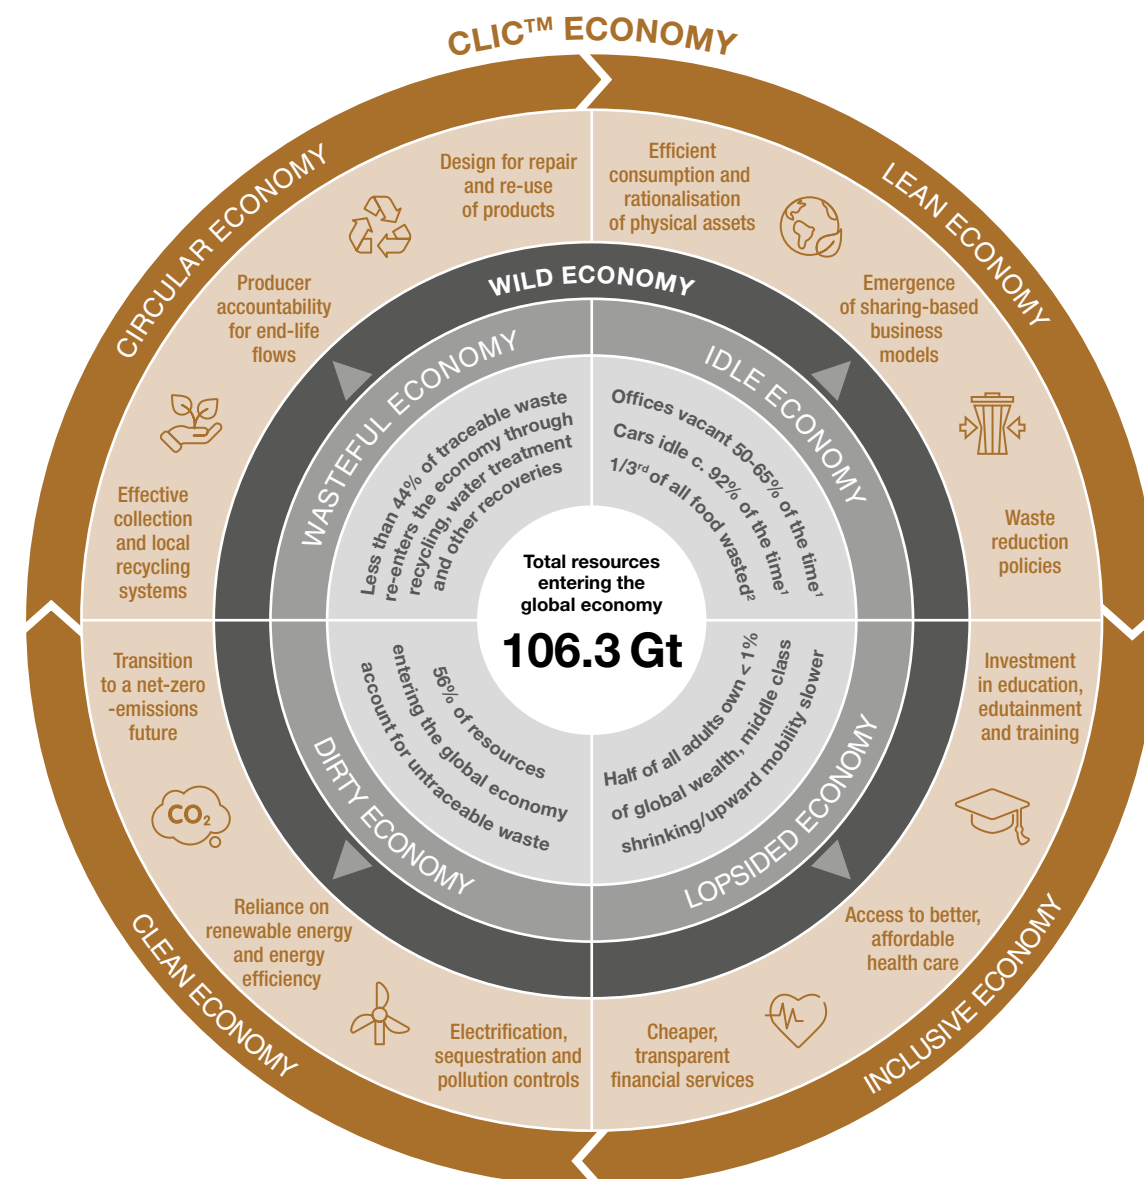 CLIC™ ECONOMY
CIRCULAR ECONOMY
Design for repair
and re-use
of products
Producer
accountability
for end-life
flows
Effective
collection
and local
recycling
systems
LEAN ECONOMY
Efficient
consumption and
rationalisation
of physical assets
Emergence
of sharing-based
business
models
Waste
reduction
policies
WILD ECONOMY
WASTEFUL ECONOMY
Less than 44% of traceable waste
re-enters the economy through
recycling, water treatment
and other recoveries
IDLE ECONOMY
Offices vacant 50-65% of the time¹
Cars idle c. 92% of the time¹
1/3ʳᵈ of all food wasted²
Total resources
entering the
global economy
106.3 Gt
DIRTY ECONOMY
56% of resources
entering the global economy
account for untraceable waste
LOPSIDED ECONOMY
Half of all adults own < 1%
of global wealth, middle class
shrinking/upward mobility slower
CLEAN ECONOMY
Transition
to a net-zero
-emissions
future
CO₂
Reliance on
renewable energy
and energy
efficiency
Electrification,
sequestration and
pollution controls
INCLUSIVE ECONOMY
Investment
in education,
edutainment
and training
Access to better,
affordable
health care
Cheaper,
transparent
financial services